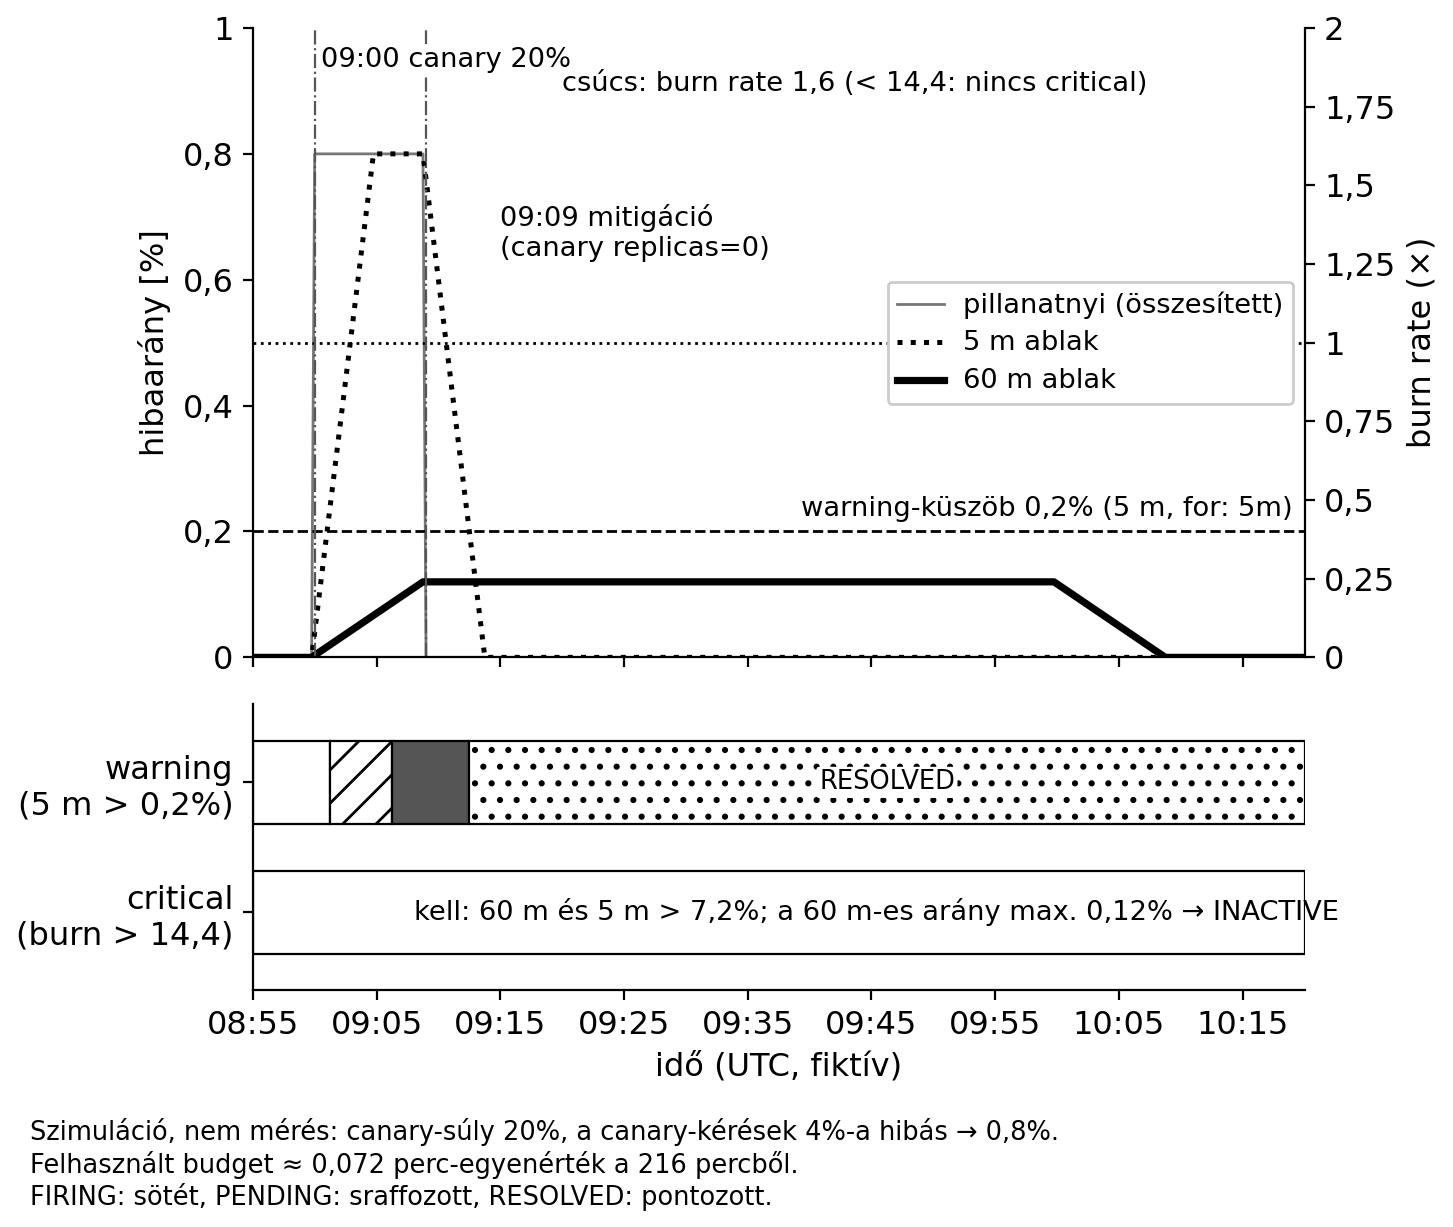 09:00 canary 20%
csúcs: burn rate 1,6 (< 14,4: nincs critical)
09:09 mitigáció
(canary replicas=0)
pillanatnyi (összesített)
5 m ablak
60 m ablak
warning-küszöb 0,2% (5 m, for: 5m)
hibaarány [%]
1
0,8
0,6
0,4
0,2
0
burn rate (×)
2
1,75
1,5
1,25
1
0,75
0,5
0,25
0
warning
(5 m > 0,2%)
RESOLVED
critical
(burn > 14,4)
kell: 60 m és 5 m > 7,2%; a 60 m-es arány max. 0,12% → INACTIVE
08:55 09:05 09:15 09:25 09:35 09:45 09:55 10:05 10:15
idő (UTC, fiktív)
Szimuláció, nem mérés: canary-súly 20%, a canary-kérések 4%-a hibás → 0,8%.
Felhasznált budget ≈ 0,072 perc-egyenérték a 216 percből.
FIRING: sötét, PENDING: sraffozott, RESOLVED: pontozott.